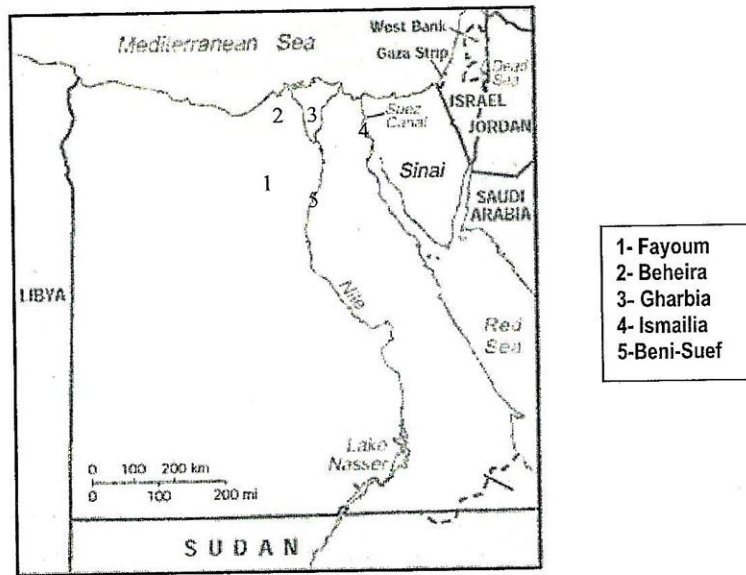 Mediterranean Sea
West Bank
Gaza Strip
Dead
Sea
ISRAEL
JORDAN
2
3
4
Suez
Canal
Sinai
1
5
SAUDI
ARABIA
LIBYA
Nile
Red
Sea
Lake
Nasser
0 100 200 km
0 100 200 mi
SUDAN
1- Fayoum
2- Beheira
3- Gharbia
4- Ismailia
5-Beni-Suef